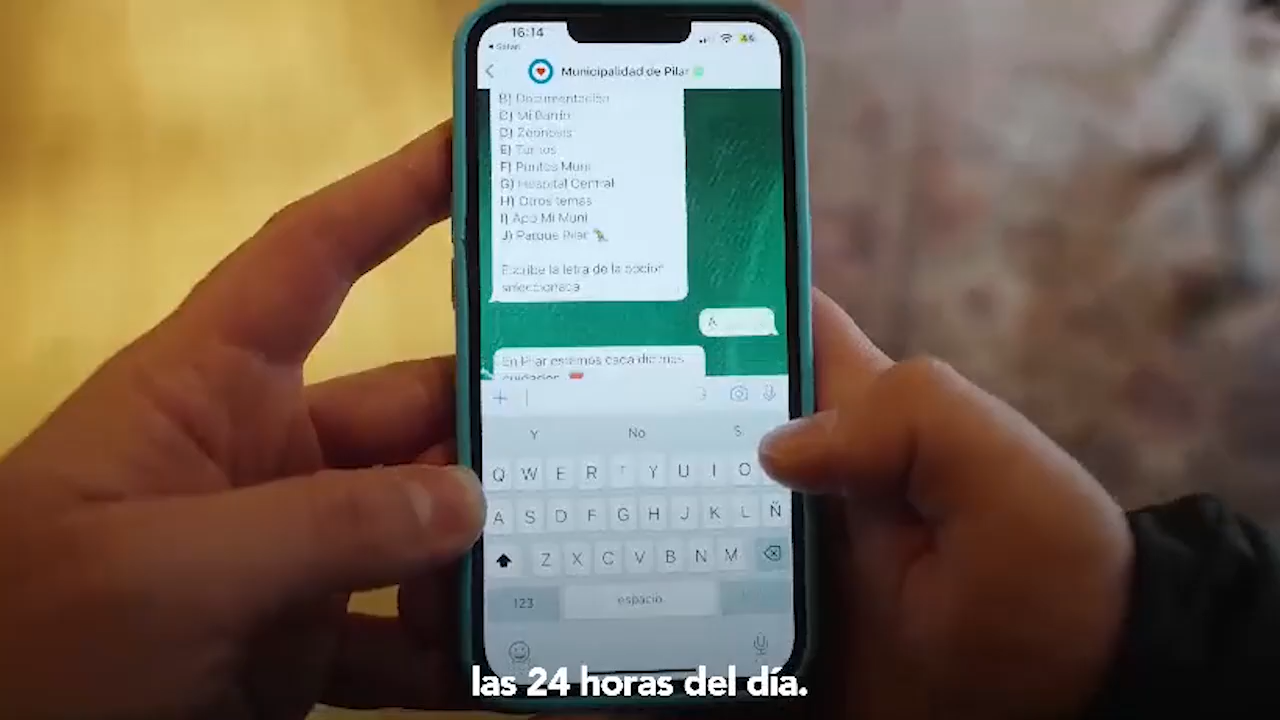 16:14
Safari
Municipalidad de Pilar
B) Documentación
C) Mi Barrio
D) Zoonosis
E) Turnos
F) Puntos Muni
G) Hospital Central
H) Otros temas
I) App Mi Muni
J) Parque Pilar
Escribe la letra de la opción
seleccionada
A
En Pilar estamos cada día más
cuidados
Y No S
Q W E R T Y U I O
A S D F G H J K L Ñ
Z X C V B N M
123 espacio
las 24 horas del día.